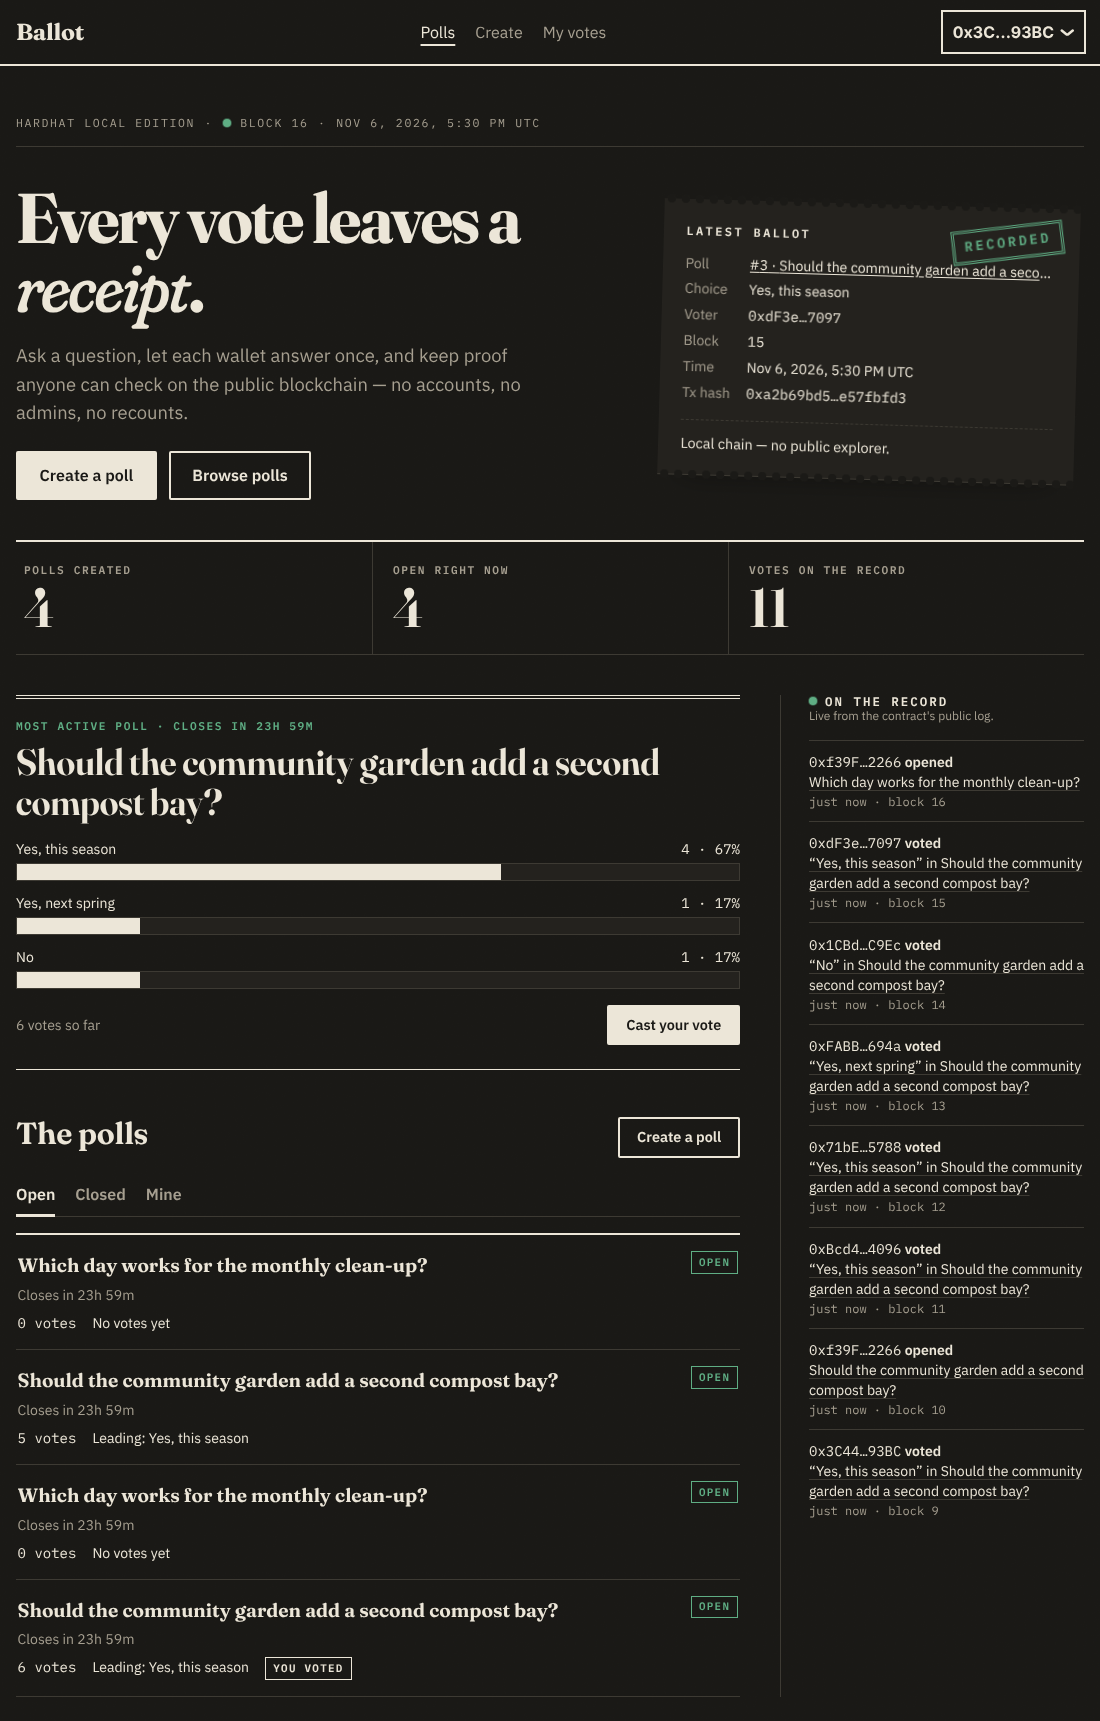 Ballot
Polls Create My votes
0x3C...93BC
HARDHAT LOCAL EDITION · BLOCK 16 · NOV 6, 2026, 5:30 PM UTC
Every vote leaves a
receipt.
Ask a question, let each wallet answer once, and keep proof
anyone can check on the public blockchain — no accounts, no
admins, no recounts.
Create a poll Browse polls
LATEST BALLOT
RECORDED
Poll #3 · Should the community garden add a seco...
Choice Yes, this season
Voter 0xdF3e…7097
Block 15
Time Nov 6, 2026, 5:30 PM UTC
Tx hash 0xa2b69bd5…e57fbfd3
Local chain — no public explorer.
POLLS CREATED
4
OPEN RIGHT NOW
4
VOTES ON THE RECORD
11
MOST ACTIVE POLL · CLOSES IN 23H 59M
Should the community garden add a second
compost bay?
Yes, this season 4 · 67%
Yes, next spring 1 · 17%
No 1 · 17%
6 votes so far Cast your vote
The polls Create a poll
Open Closed Mine
Which day works for the monthly clean-up? OPEN
Closes in 23h 59m
0 votes No votes yet
Should the community garden add a second compost bay? OPEN
Closes in 23h 59m
5 votes Leading: Yes, this season
Which day works for the monthly clean-up? OPEN
Closes in 23h 59m
0 votes No votes yet
Should the community garden add a second compost bay? OPEN
Closes in 23h 59m
6 votes Leading: Yes, this season YOU VOTED
ON THE RECORD
Live from the contract's public log.
0xf39F…2266 opened
Which day works for the monthly clean-up?
just now · block 16
0xdF3e…7097 voted
“Yes, this season” in Should the community
garden add a second compost bay?
just now · block 15
0x1CBd…C9Ec voted
“No” in Should the community garden add a
second compost bay?
just now · block 14
0xFABB…694a voted
“Yes, next spring” in Should the community
garden add a second compost bay?
just now · block 13
0x71bE…5788 voted
“Yes, this season” in Should the community
garden add a second compost bay?
just now · block 12
0xBcd4…4096 voted
“Yes, this season” in Should the community
garden add a second compost bay?
just now · block 11
0xf39F…2266 opened
Should the community garden add a second
compost bay?
just now · block 10
0x3C44…93BC voted
“Yes, this season” in Should the community
garden add a second compost bay?
just now · block 9